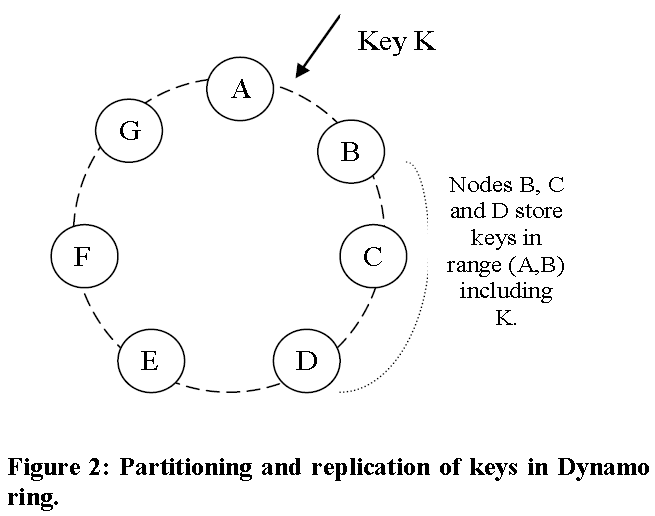 Key K
A
B
C
D
E
F
G
Nodes B, C
and D store
keys in
range (A,B)
including
K.
Figure 2: Partitioning and replication of keys in Dynamo
ring.